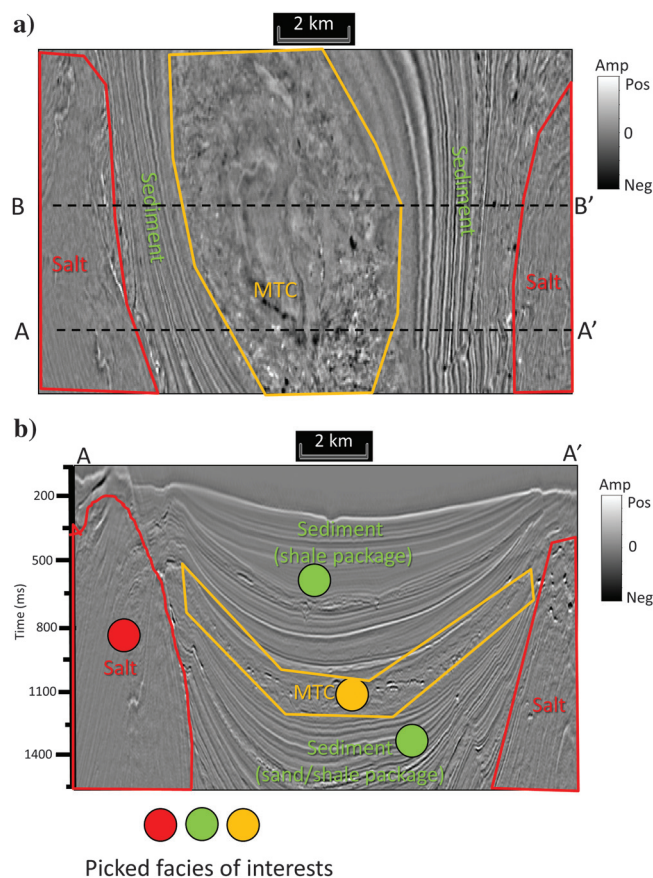 a)
2 km
Amp
Pos
0
Neg
Sediment
Sediment
B
B’
Salt
Salt
MTC
A
A’
b)
2 km
A
A’
Amp
Pos
0
Neg
200
500
800
1100
1400
Time (ms)
Sediment
(shale package)
Salt
MTC
Salt
Sediment
(sand/shale package)
Picked facies of interests